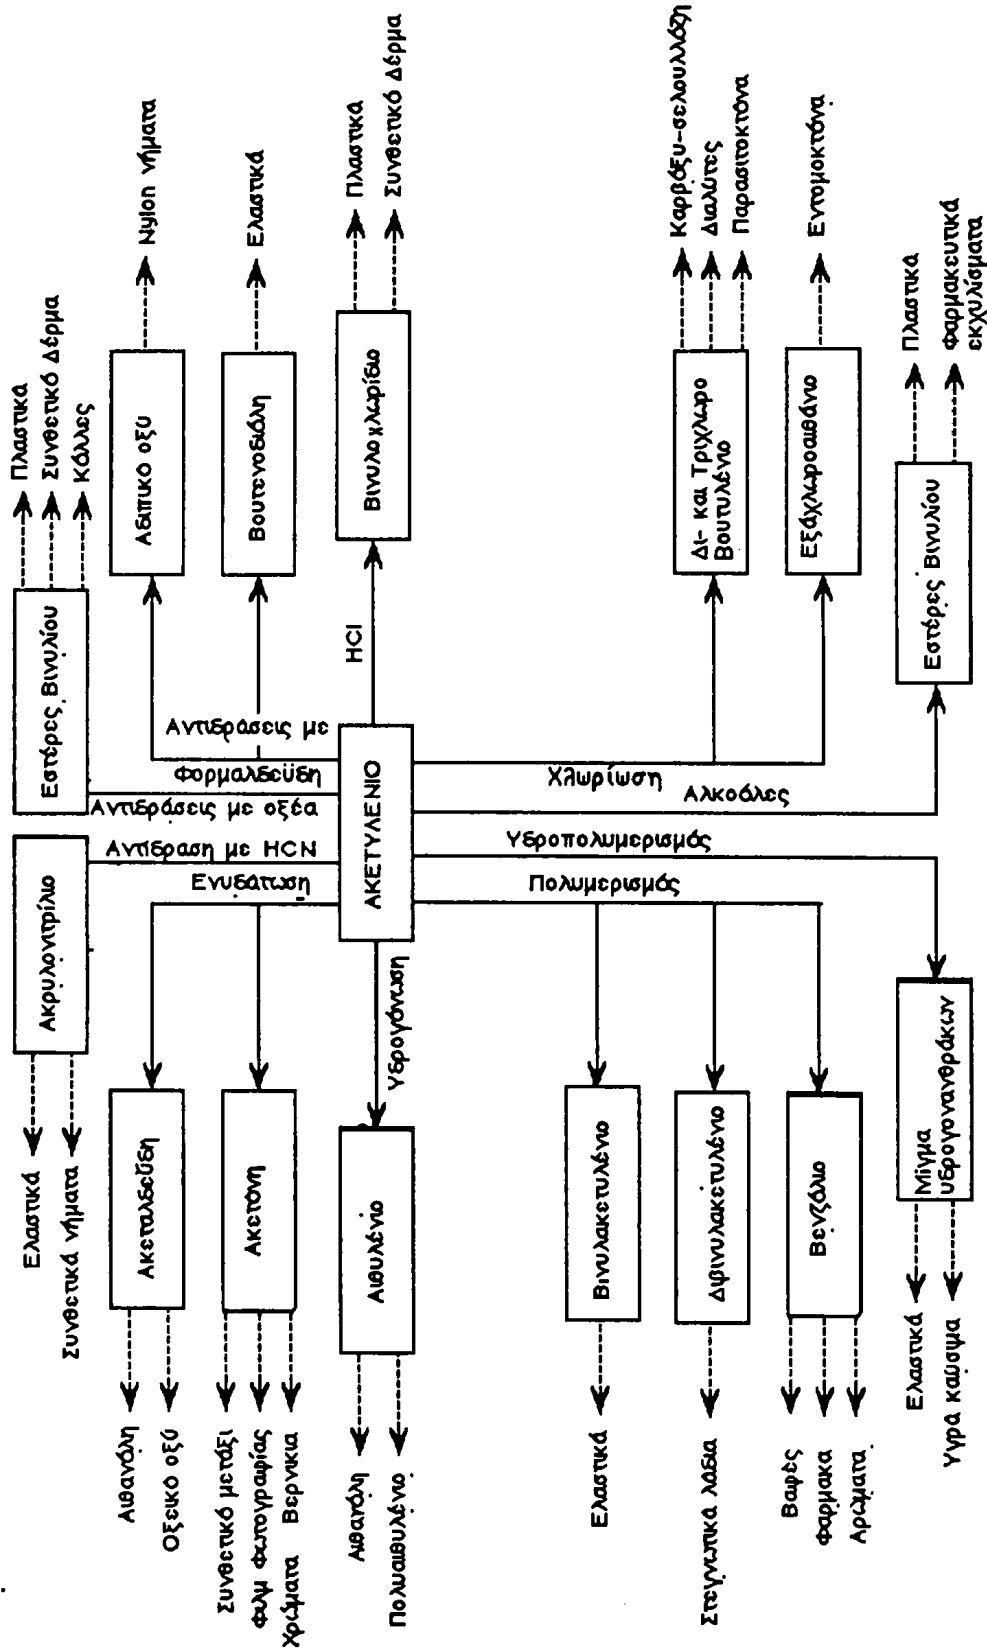 Ελαστικά
Συνθετικά νήματα
Ακρυλονιτρίλιο
Εστέρες Βινυλίου
Πλαστικά
Συνθετικό Δέρμα
Κόλλες
Αιθανόλη
Οξεικό οξύ
Ακεταλδεΰδη
Αντίδραση με HCN
Αντιδράσεις με οξέα
Αντιδράσεις με
Φορμαλδεΰδη
Αδιπικό οξυ
Nylon νήματα
Συνθετικό μετάξι
Φιλμ Φωτογραφίας
Χρώματα Βερνικια
Ακετόνη
Ενυδάτωση
Βουτενοδιόλη
Ελαστικά
Αιθανόλη
Πολυαιθυλένιο
Αιθυλένιο
Υδρογόνωση
ΑΚΕΤΥΛΕΝΙΟ
HCl
Βινυλοχλωρίδιο
Πλαστικά
Συνθετικό Δέρμα
Υδροπολυμερισμός
Πολυμερισμός
Χλωρίωση
Αλκοόλες
Ελαστικά
Βινυλακετυλένιο
Στεγνωτικά λάδια
Διβινυλακετυλένιο
Δι- και Τριχλωρο
Βουτυλένιο
Καρβόξυ-σελουλλόζη
Διαλύτες
Παρασιτοκτόνα
Βαφές
Φάρμακα
Αρώματα
Βενζόλιο
Εξάχλωροαιθάνιο
Εντομοκτόνα
Ελαστικά
Υγρά καύσιμα
Μίγμα
υδρογονανθράκων
Εστέρες Βινυλίου
Πλαστικά
Φαρμακευτικά
εκχυλίσματα